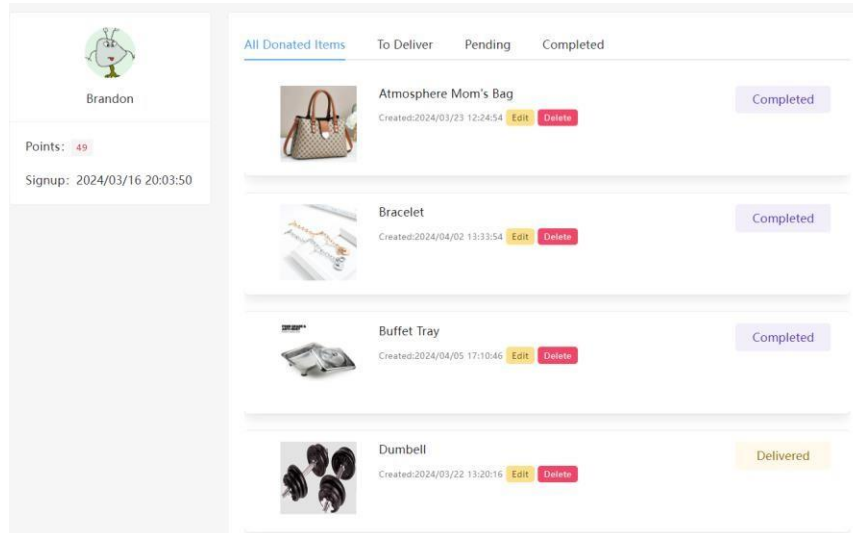 Brandon
Points: 49
Signup: 2024/03/16 20:03:50
All Donated Items To Deliver Pending Completed
Atmosphere Mom's Bag
Completed
Created:2024/03/23 12:24:54 Edit Delete
Bracelet
Completed
Created:2024/04/02 13:33:54 Edit Delete
Buffet Tray
Completed
Created:2024/04/05 17:10:46 Edit Delete
Dumbell
Delivered
Created:2024/03/22 13:20:16 Edit Delete